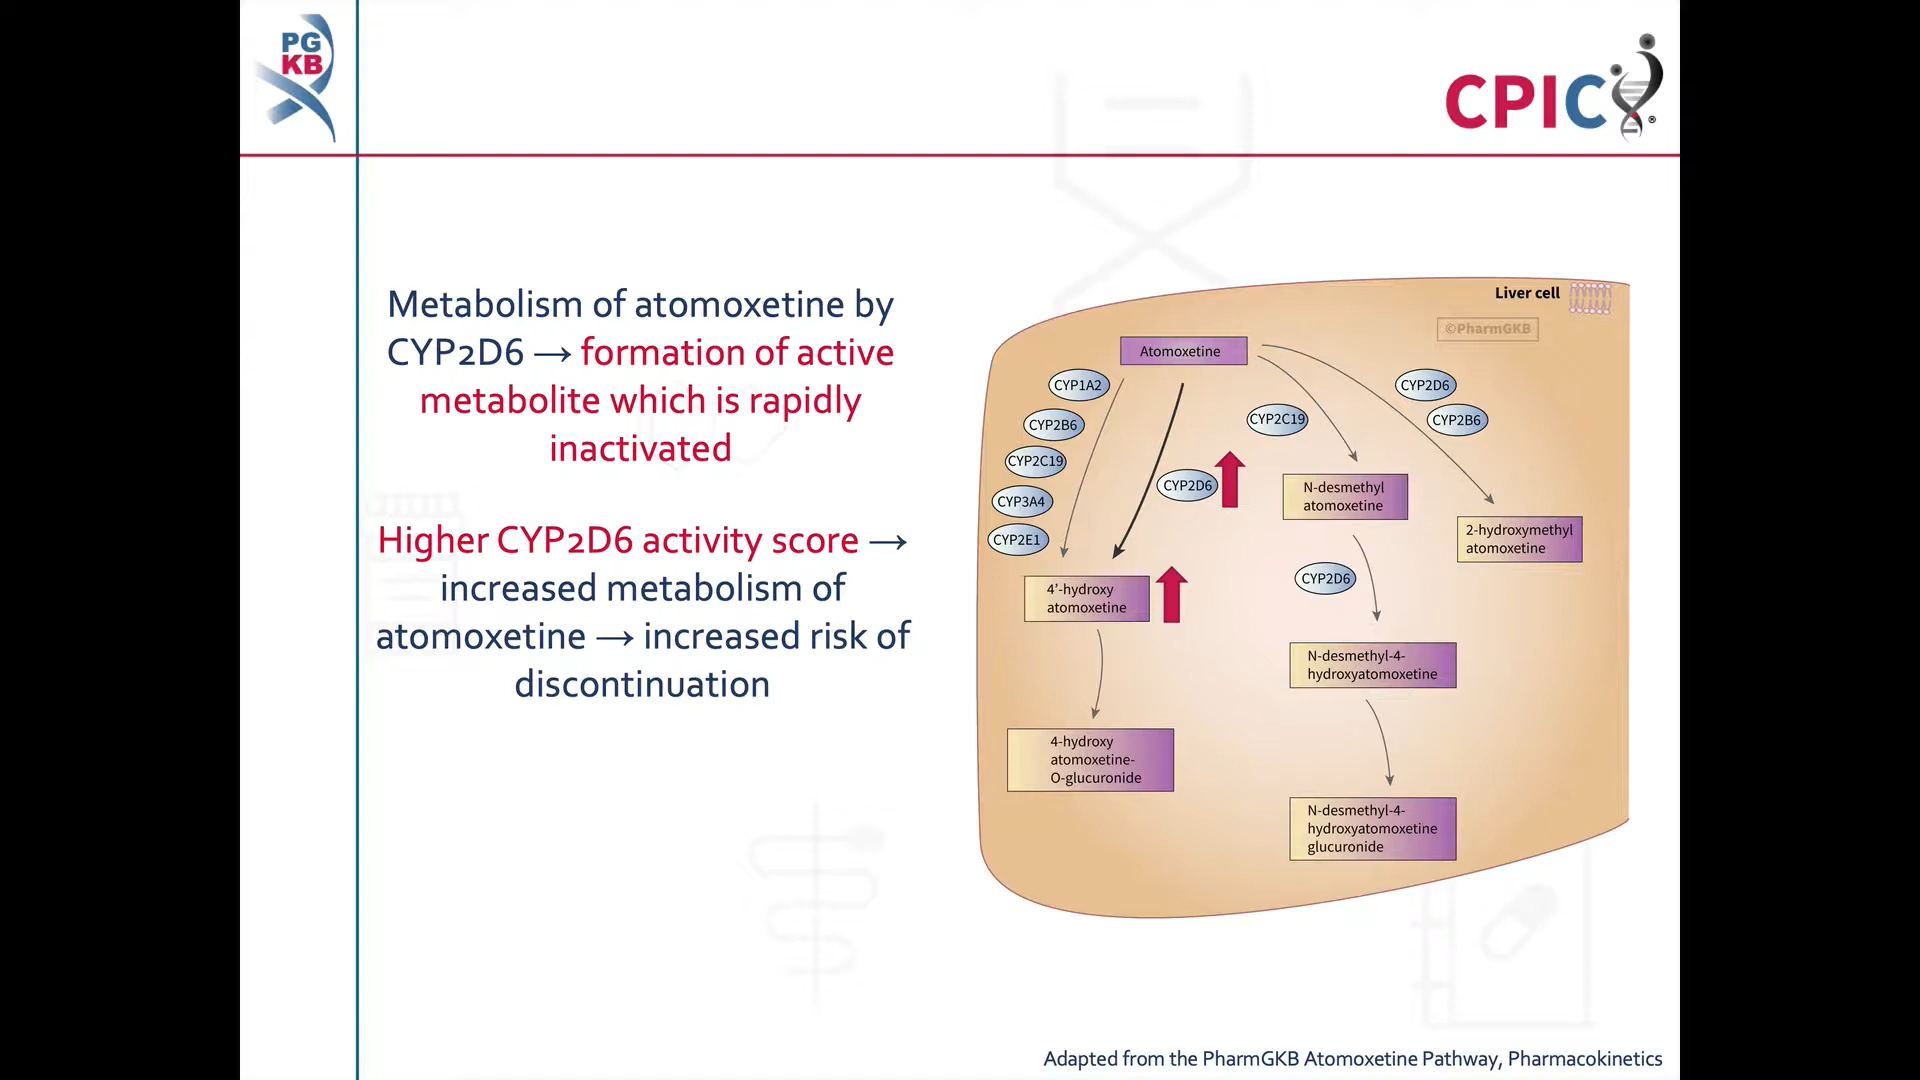 PG
KB
CPIC®
Metabolism of atomoxetine by
CYP2D6 → formation of active
metabolite which is rapidly
inactivated
Higher CYP2D6 activity score →
increased metabolism of
atomoxetine → increased risk of
discontinuation
Liver cell
©PharmGKB
Atomoxetine
CYP1A2
CYP2B6
CYP2C19
CYP3A4
CYP2E1
CYP2D6
CYP2C19
CYP2D6
CYP2B6
N-desmethyl
atomoxetine
2-hydroxymethyl
atomoxetine
4’-hydroxy
atomoxetine
CYP2D6
N-desmethyl-4-
hydroxyatomoxetine
4-hydroxy
atomoxetine-
O-glucuronide
N-desmethyl-4-
hydroxyatomoxetine
glucuronide
Adapted from the PharmGKB Atomoxetine Pathway, Pharmacokinetics